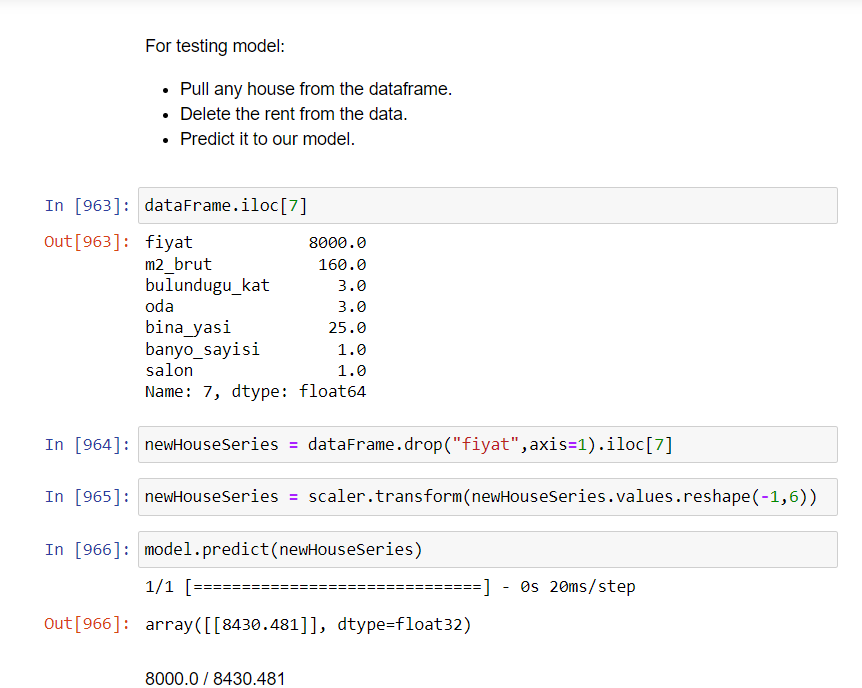 For testing model:
• Pull any house from the dataframe.
• Delete the rent from the data.
• Predict it to our model.
In [963]: dataFrame.iloc[7]
Out[963]: fiyat 8000.0
m2_brut 160.0
bulundugu_kat 3.0
oda 3.0
bina_yasi 25.0
banyo_sayisi 1.0
salon 1.0
Name: 7, dtype: float64
In [964]: newHouseSeries = dataFrame.drop("fiyat",axis=1).iloc[7]
In [965]: newHouseSeries = scaler.transform(newHouseSeries.values.reshape(-1,6))
In [966]: model.predict(newHouseSeries)
1/1 [==============================] - 0s 20ms/step
Out[966]: array([[8430.481]], dtype=float32)
8000.0 / 8430.481